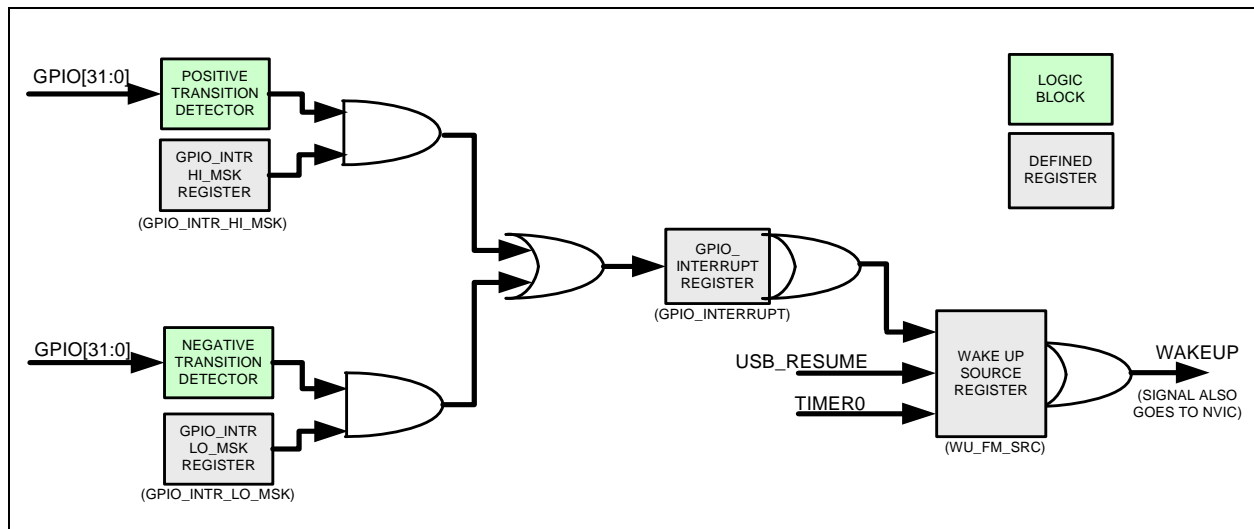 GPIO[31:0]
POSITIVE
TRANSITION
DETECTOR
GPIO_INTR
HI_MSK
REGISTER
(GPIO_INTR_HI_MSK)
LOGIC
BLOCK
DEFINED
REGISTER
GPIO_
INTERRUPT
REGISTER
(GPIO_INTERRUPT)
GPIO[31:0]
NEGATIVE
TRANSITION
DETECTOR
GPIO_INTR
LO_MSK
REGISTER
(GPIO_INTR_LO_MSK)
USB_RESUME
TIMER0
WAKE UP
SOURCE
REGISTER
(WU_FM_SRC)
WAKEUP
(SIGNAL ALSO
GOES TO NVIC)